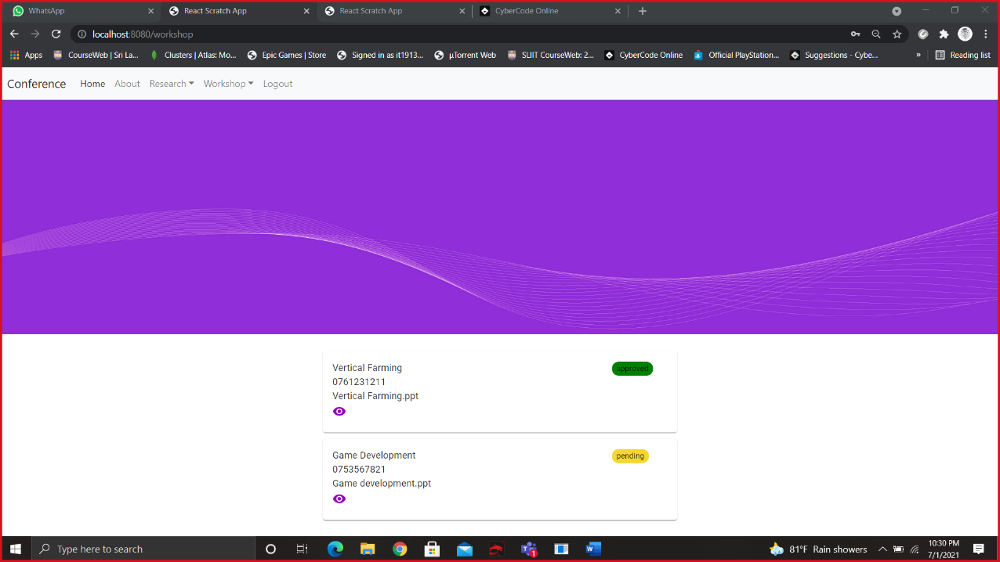 WhatsApp
React Scratch App
React Scratch App
CyberCode Online
localhost:8080/workshop
Apps
CourseWeb | Sri La...
Clusters | Atlas: Mo...
Epic Games | Store
Signed in as it1913...
µTorrent Web
SLIIT CourseWeb: 2...
CyberCode Online
Official PlayStation...
Suggestions - Cybe...
»
Reading list
Conference Home About Research Workshop Logout
Vertical Farming
approved
0761231211
Vertical Farming.ppt
Game Development
pending
0753567821
Game development.ppt
Type here to search
1
81°F Rain showers
10:30 PM
7/1/2021